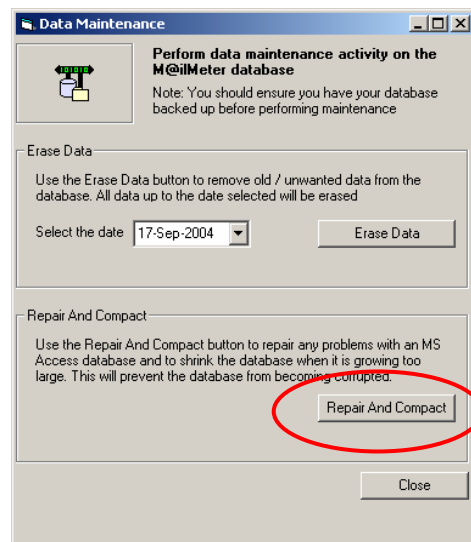 Data Maintenance
Perform data maintenance activity on the
M@ilMeter database
Note: You should ensure you have your database
backed up before performing maintenance
Erase Data
Use the Erase Data button to remove old / unwanted data from the
database. All data up to the date selected will be erased
Select the date 17-Sep-2004 Erase Data
Repair And Compact
Use the Repair And Compact button to repair any problems with an MS
Access database and to shrink the database when it is growing too
large. This will prevent the database from becoming corrupted.
Repair And Compact
Close